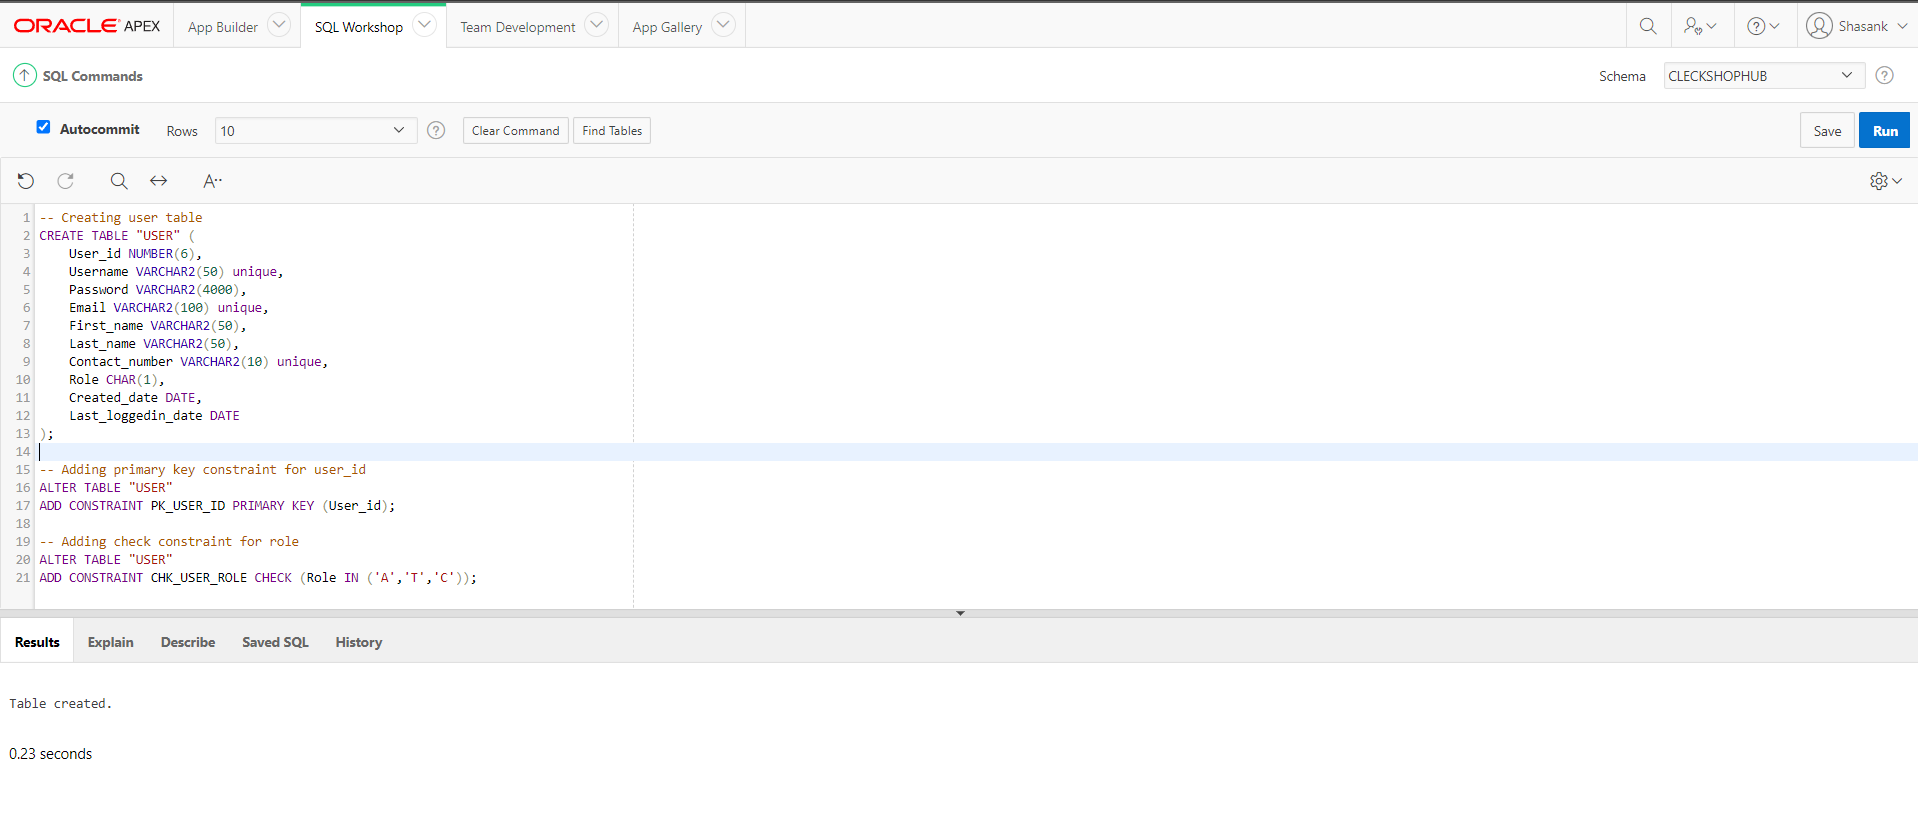 ORACLE APEX App Builder SQL Workshop Team Development App Gallery Shasank
SQL Commands Schema CLECKSHOPHUB
Autocommit Rows 10 Clear Command Find Tables Save Run
1 -- Creating user table
2 CREATE TABLE "USER" (
3 User_id NUMBER(6),
4 Username VARCHAR2(50) unique,
5 Password VARCHAR2(4000),
6 Email VARCHAR2(100) unique,
7 First_name VARCHAR2(50),
8 Last_name VARCHAR2(50),
9 Contact_number VARCHAR2(10) unique,
10 Role CHAR(1),
11 Created_date DATE,
12 Last_loggedin_date DATE
13 );
14
15 -- Adding primary key constraint for user_id
16 ALTER TABLE "USER"
17 ADD CONSTRAINT PK_USER_ID PRIMARY KEY (User_id);
18
19 -- Adding check constraint for role
20 ALTER TABLE "USER"
21 ADD CONSTRAINT CHK_USER_ROLE CHECK (Role IN ('A','T','C'));
Results Explain Describe Saved SQL History
Table created.
0.23 seconds